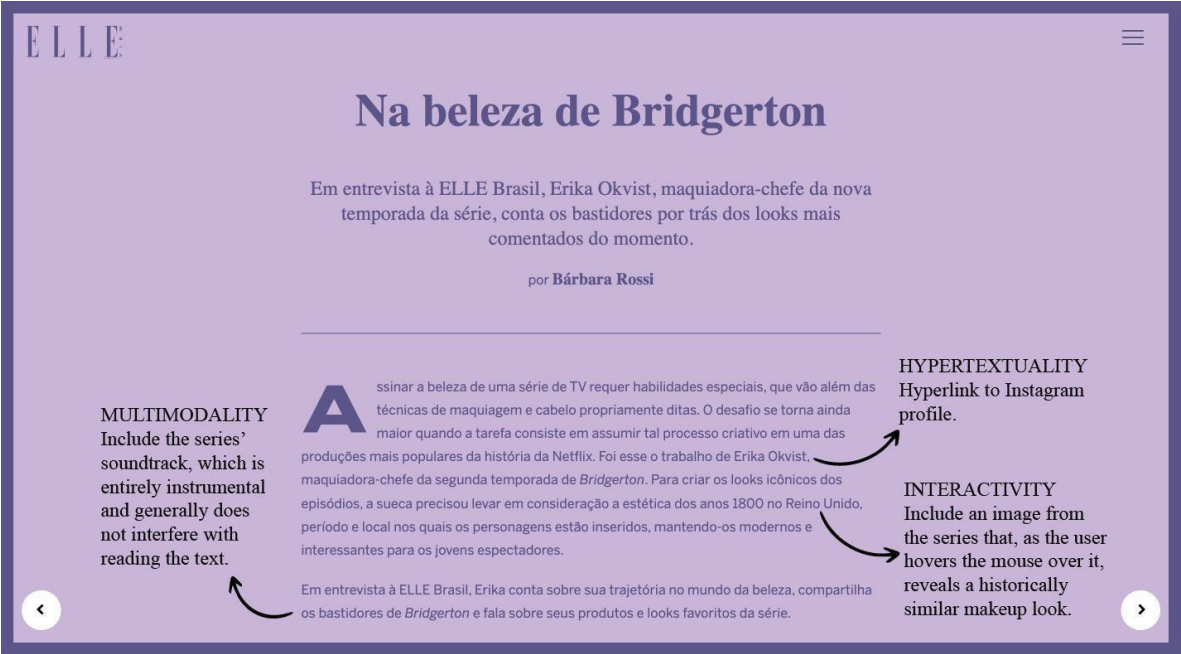 ELLE
Na beleza de Bridgerton
Em entrevista à ELLE Brasil, Erika Okvist, maquiadora-chefe da nova
temporada da série, conta os bastidores por trás dos looks mais
comentados do momento.
por Bárbara Rossi
Assinar a beleza de uma série de TV requer habilidades especiais, que vão além das
técnicas de maquiagem e cabelo propriamente ditas. O desafio se torna ainda
maior quando a tarefa consiste em assumir tal processo criativo em uma das
produções mais populares da história da Netflix. Foi esse o trabalho de Erika Okvist,
maquiadora-chefe da segunda temporada de Bridgerton. Para criar os looks icônicos dos
episódios, a sueca precisou levar em consideração a estética dos anos 1800 no Reino Unido,
período e local nos quais os personagens estão inseridos, mantendo-os modernos e
interessantes para os jovens espectadores.
Em entrevista à ELLE Brasil, Erika conta sobre sua trajetória no mundo da beleza, compartilha
os bastidores de Bridgerton e fala sobre seus produtos e looks favoritos da série.
MULTIMODALITY
Include the series'
soundtrack, which is
entirely instrumental
and generally does
not interfere with
reading the text.
HYPERTEXTUALITY
Hyperlink to Instagram
profile.
INTERACTIVITY
Include an image from
the series that, as the user
hovers the mouse over it,
reveals a historically
similar makeup look.